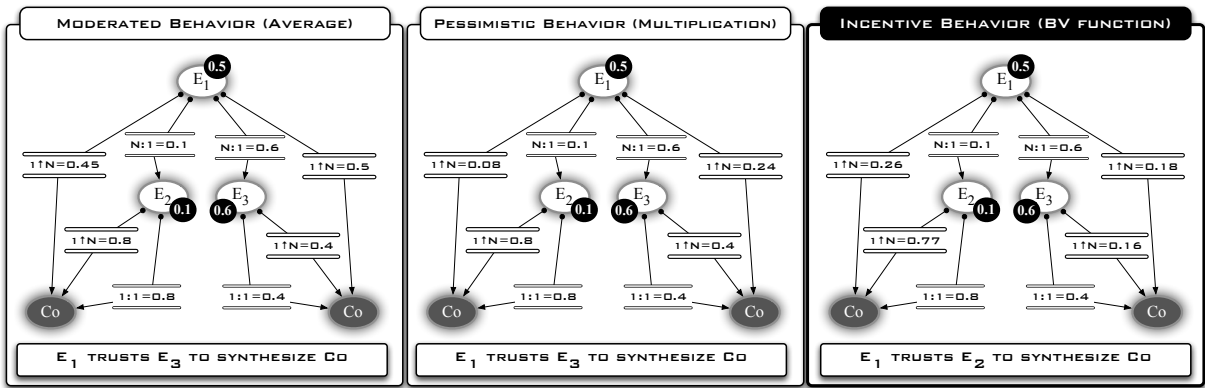 Moderated Behavior (Average)
0.5
E1
N:1=0.1
N:1=0.6
1↑N=0.45
1↑N=0.5
E2
0.1
E3
0.6
1↑N=0.8
1↑N=0.4
1:1=0.8
1:1=0.4
Co
Co
E1 trusts E3 to synthesize Co
Pessimistic Behavior (Multiplication)
0.5
E1
N:1=0.1
N:1=0.6
1↑N=0.08
1↑N=0.24
E2
0.1
E3
0.6
1↑N=0.8
1↑N=0.4
1:1=0.8
1:1=0.4
Co
Co
E1 trusts E3 to synthesize Co
Incentive Behavior (BV function)
0.5
E1
N:1=0.1
N:1=0.6
1↑N=0.26
1↑N=0.18
E2
0.1
E3
0.6
1↑N=0.77
1↑N=0.16
1:1=0.8
1:1=0.4
Co
Co
E1 trusts E2 to synthesize Co